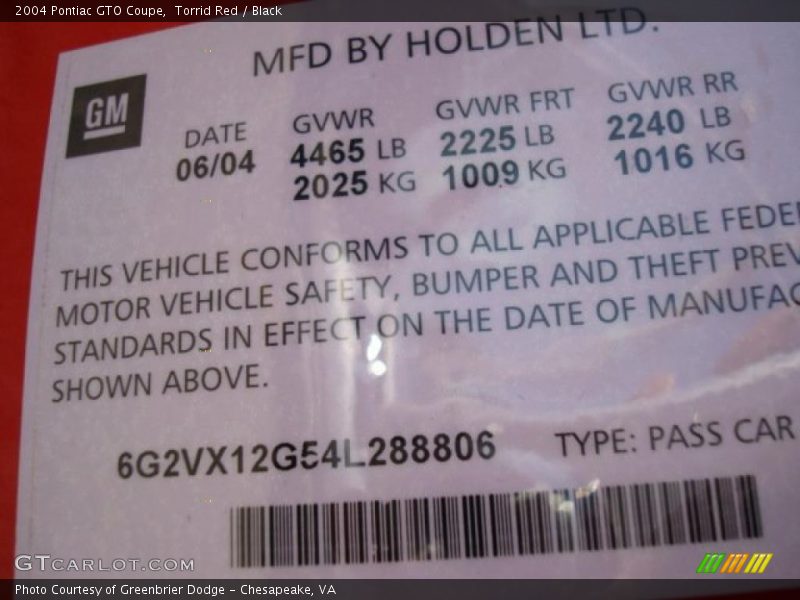 2004 Pontiac GTO Coupe,  Torrid Red / Black
MFD BY HOLDEN LTD.
GM
DATE GVWR GVWR FRT GVWR RR
06/04 4465 LB 2225 LB 2240 LB
2025 KG 1009 KG 1016 KG
THIS VEHICLE CONFORMS TO ALL APPLICABLE FEDE
MOTOR VEHICLE SAFETY, BUMPER AND THEFT PREV
STANDARDS IN EFFECT ON THE DATE OF MANUFAC
SHOWN ABOVE.
6G2VX12G54L288806 TYPE: PASS CAR
GTCARLOT.COM
Photo Courtesy of Greenbrier Dodge – Chesapeake, VA